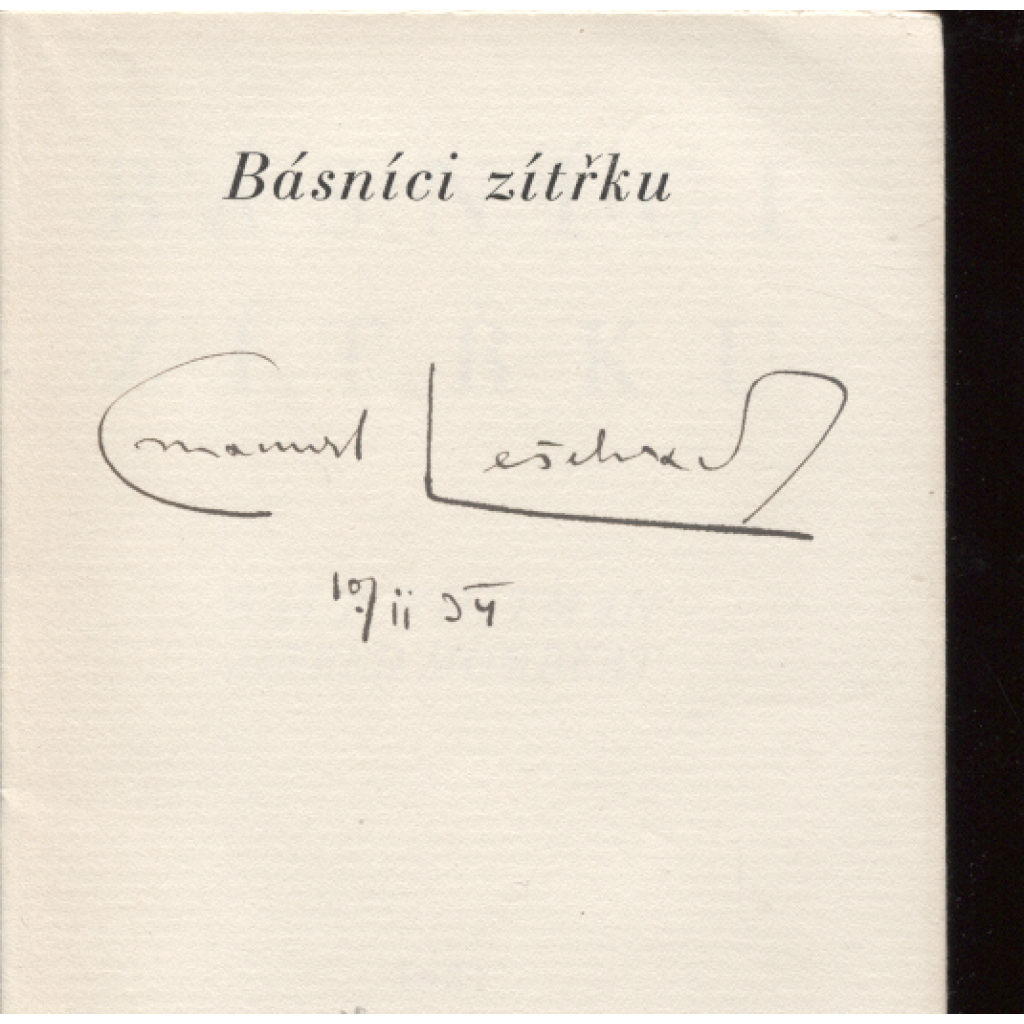 Básníci zítřku
Emanuel Lešehrad
10/II 34